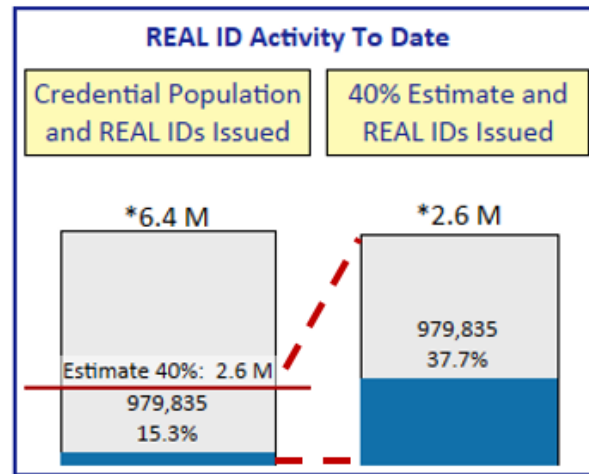 REAL ID Activity To Date
Credential Population
and REAL IDs Issued
40% Estimate and
REAL IDs Issued
*6.4 M
Estimate 40%: 2.6 M
979,835
15.3%
*2.6 M
979,835
37.7%